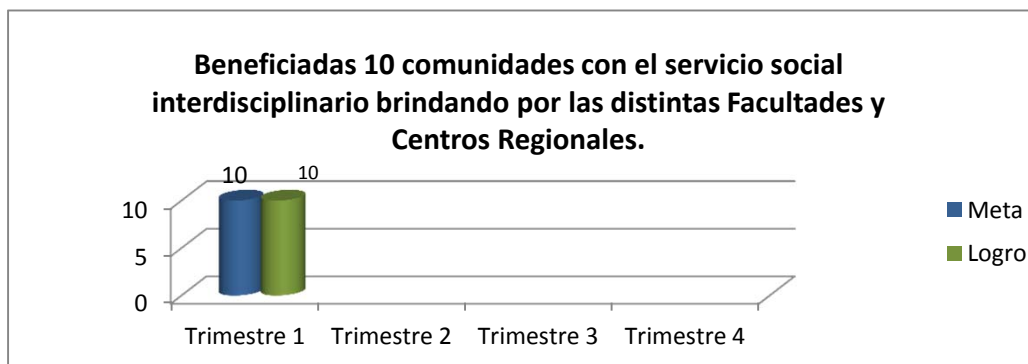 Beneficiadas 10 comunidades con el servicio social
interdisciplinario brindando por las distintas Facultades y
Centros Regionales.
10 10
10
5
0
Trimestre 1 Trimestre 2 Trimestre 3 Trimestre 4
Meta
Logro